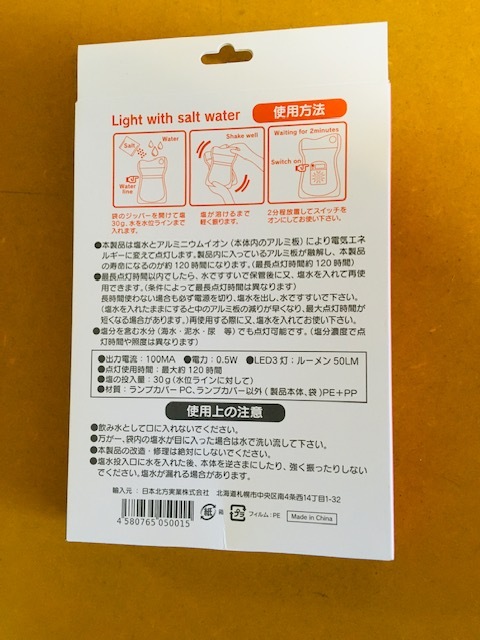 Light with salt water 使用方法
Salt
Water
Water line
Shake well
Waiting for 2minutes
Switch on
袋のジッパーを開けて塩
30g、水を水位ラインまで
入れます。
塩が溶けるまで
軽く振ります。
2分程放置してスイッチを
オンにしてお使い下さい。
●本製品は塩水とアルミニウムイオン(本体内のアルミ板)により電気エネ
ルギーに変えて点灯します。製品内に入っているアルミ板が融解し、本製品
の寿命になるのが約120時間になります。(最長点灯時間約120時間)
●最長点灯時間以内でしたら、水ですすいで保管後に又、塩水を入れて再使
用できます。(条件によって最長点灯時間は異なります)
長時間使わない場合も必ず電源を切り、塩水を出し、水ですすいで下さい。
(塩水を入れたままにすると中のアルミ板の減りが早くなり、最大点灯時間が
短くなる場合があります。)再使用する際に又、塩水を入れてお使い下さい。
●塩分を含む水分(海水・泥水・尿 等)でも点灯可能です。(塩分濃度で点
灯時間や照度は異なります)
●出力電流:100MA ●電力:0.5W ●LED3灯;ルーメン50LM
●点灯使用時間:最大約120時間
●塩の投入量:30g(水位ラインに対して)
●材質:ランプカバーPC、ランプカバー以外(製品本体、袋)PE+PP
使用上の注意
●飲み水として口に入れないでください。
●万が一、袋内の塩水が目に入った場合は水で洗い流して下さい。
●本製品の改造・修理は絶対にしないでください。
●塩水投入口に水を入れた後、本体を逆さまにしたり、強く振ったりしない
でください。塩水が漏れる場合があります。
輸入元:日本北方実業株式会社 北海道札幌市中央区南4条西14丁目1-32
4 580765 050015
紙 箱 プラ フィルム:PE Made in China